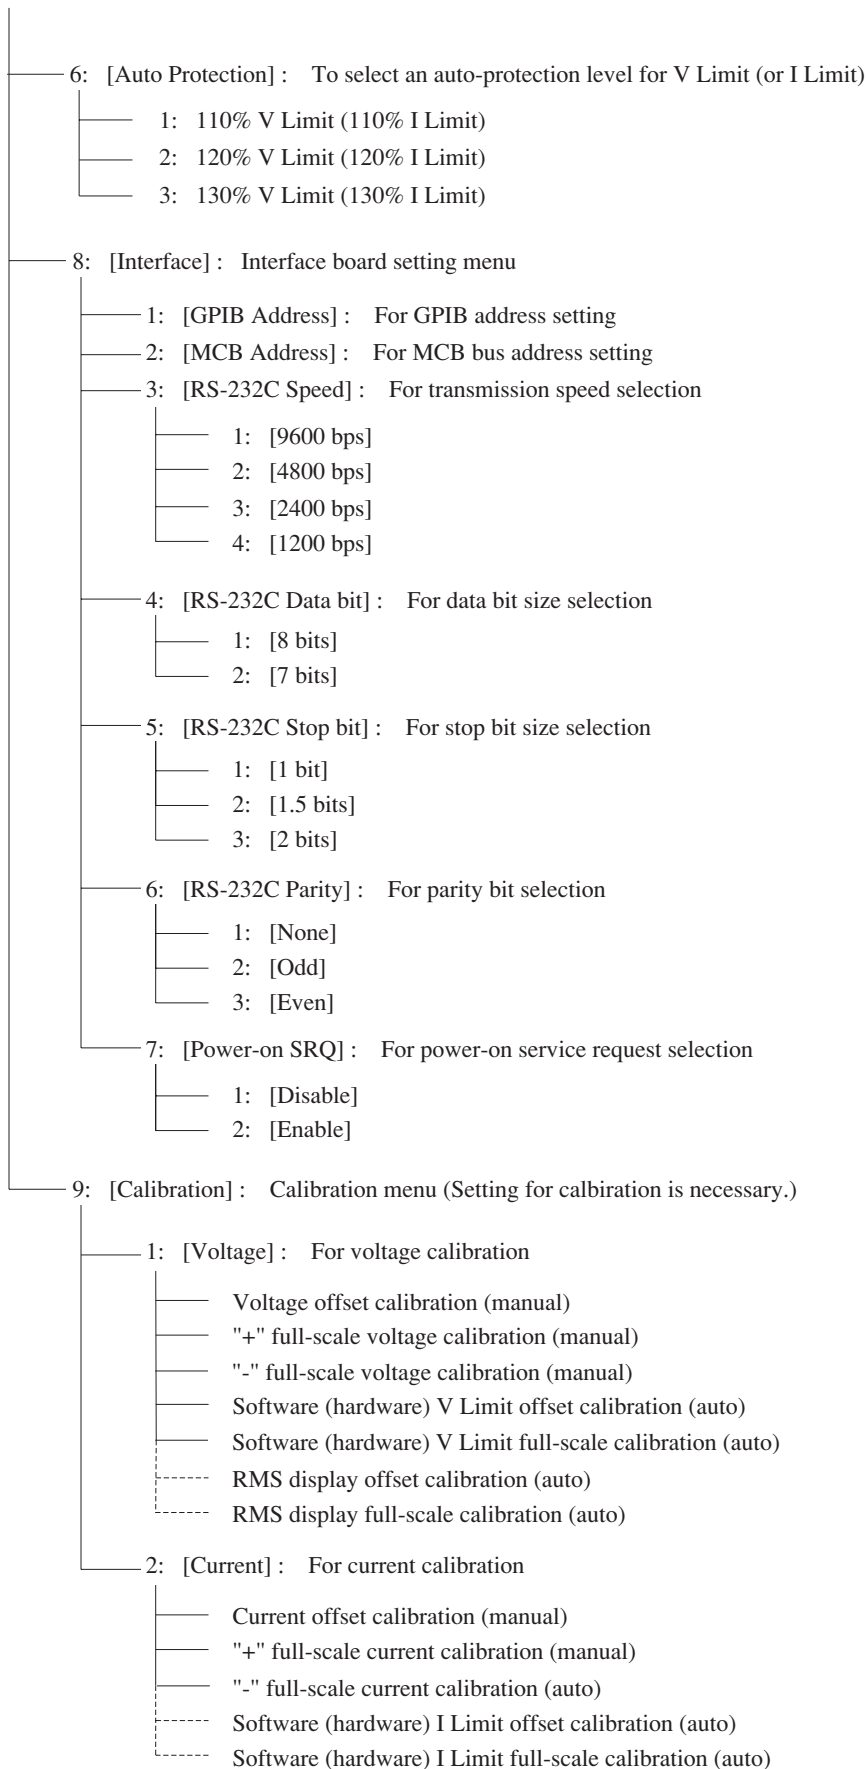 6: [Auto Protection] : To select an auto-protection level for V Limit (or I Limit)
1: 110% V Limit (110% I Limit)
2: 120% V Limit (120% I Limit)
3: 130% V Limit (130% I Limit)
8: [Interface] : Interface board setting menu
1: [GPIB Address] : For GPIB address setting
2: [MCB Address] : For MCB bus address setting
3: [RS-232C Speed] : For transmission speed selection
1: [9600 bps]
2: [4800 bps]
3: [2400 bps]
4: [1200 bps]
4: [RS-232C Data bit] : For data bit size selection
1: [8 bits]
2: [7 bits]
5: [RS-232C Stop bit] : For stop bit size selection
1: [1 bit]
2: [1.5 bits]
3: [2 bits]
6: [RS-232C Parity] : For parity bit selection
1: [None]
2: [Odd]
3: [Even]
7: [Power-on SRQ] : For power-on service request selection
1: [Disable]
2: [Enable]
9: [Calibration] : Calibration menu (Setting for calbiration is necessary.)
1: [Voltage] : For voltage calibration
Voltage offset calibration (manual)
"+" full-scale voltage calibration (manual)
"-" full-scale voltage calibration (manual)
Software (hardware) V Limit offset calibration (auto)
Software (hardware) V Limit full-scale calibration (auto)
RMS display offset calibration (auto)
RMS display full-scale calibration (auto)
2: [Current] : For current calibration
Current offset calibration (manual)
"+" full-scale current calibration (manual)
"-" full-scale current calibration (auto)
Software (hardware) I Limit offset calibration (auto)
Software (hardware) I Limit full-scale calibration (auto)